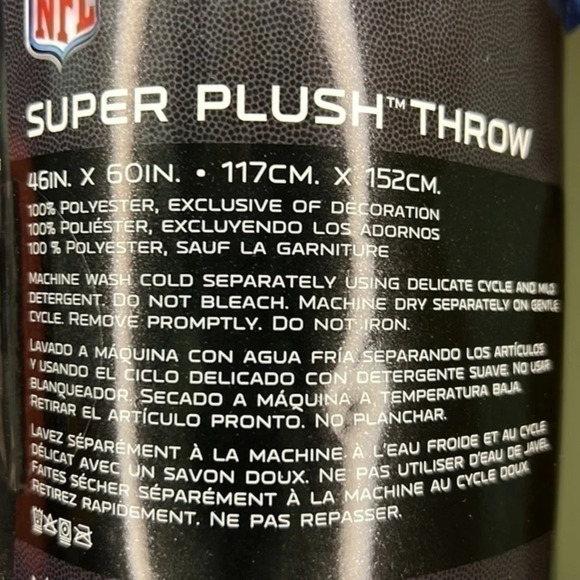 NFL
SUPER PLUSH™ THROW
46IN. X 60IN. • 117CM. X 152CM.
100% POLYESTER, EXCLUSIVE OF DECORATION
100% POLIÉSTER, EXCLUYENDO LOS ADORNOS
100 % POLYESTER, SAUF LA GARNITURE
MACHINE WASH COLD SEPARATELY USING DELICATE CYCLE AND MILD
DETERGENT. DO NOT BLEACH. MACHINE DRY SEPARATELY ON GENTLE
CYCLE. REMOVE PROMPTLY. DO NOT IRON.
LAVADO A MÁQUINA CON AGUA FRÍA SEPARANDO LOS ARTÍCULOS
Y USANDO EL CICLO DELICADO CON DETERGENTE SUAVE. NO USAR
BLANQUEADOR. SECADO A MÁQUINA A TEMPERATURA BAJA.
RETIRAR EL ARTÍCULO PRONTO. NO PLANCHAR.
LAVEZ SÉPARÉMENT À LA MACHINE À L'EAU FROIDE ET AU CYCLE
DÉLICAT AVEC UN SAVON DOUX. NE PAS UTILISER D'EAU DE JAVEL.
FAITES SÉCHER SÉPARÉMENT À LA MACHINE AU CYCLE DOUX.
RETIREZ RAPIDEMENT. NE PAS REPASSER.